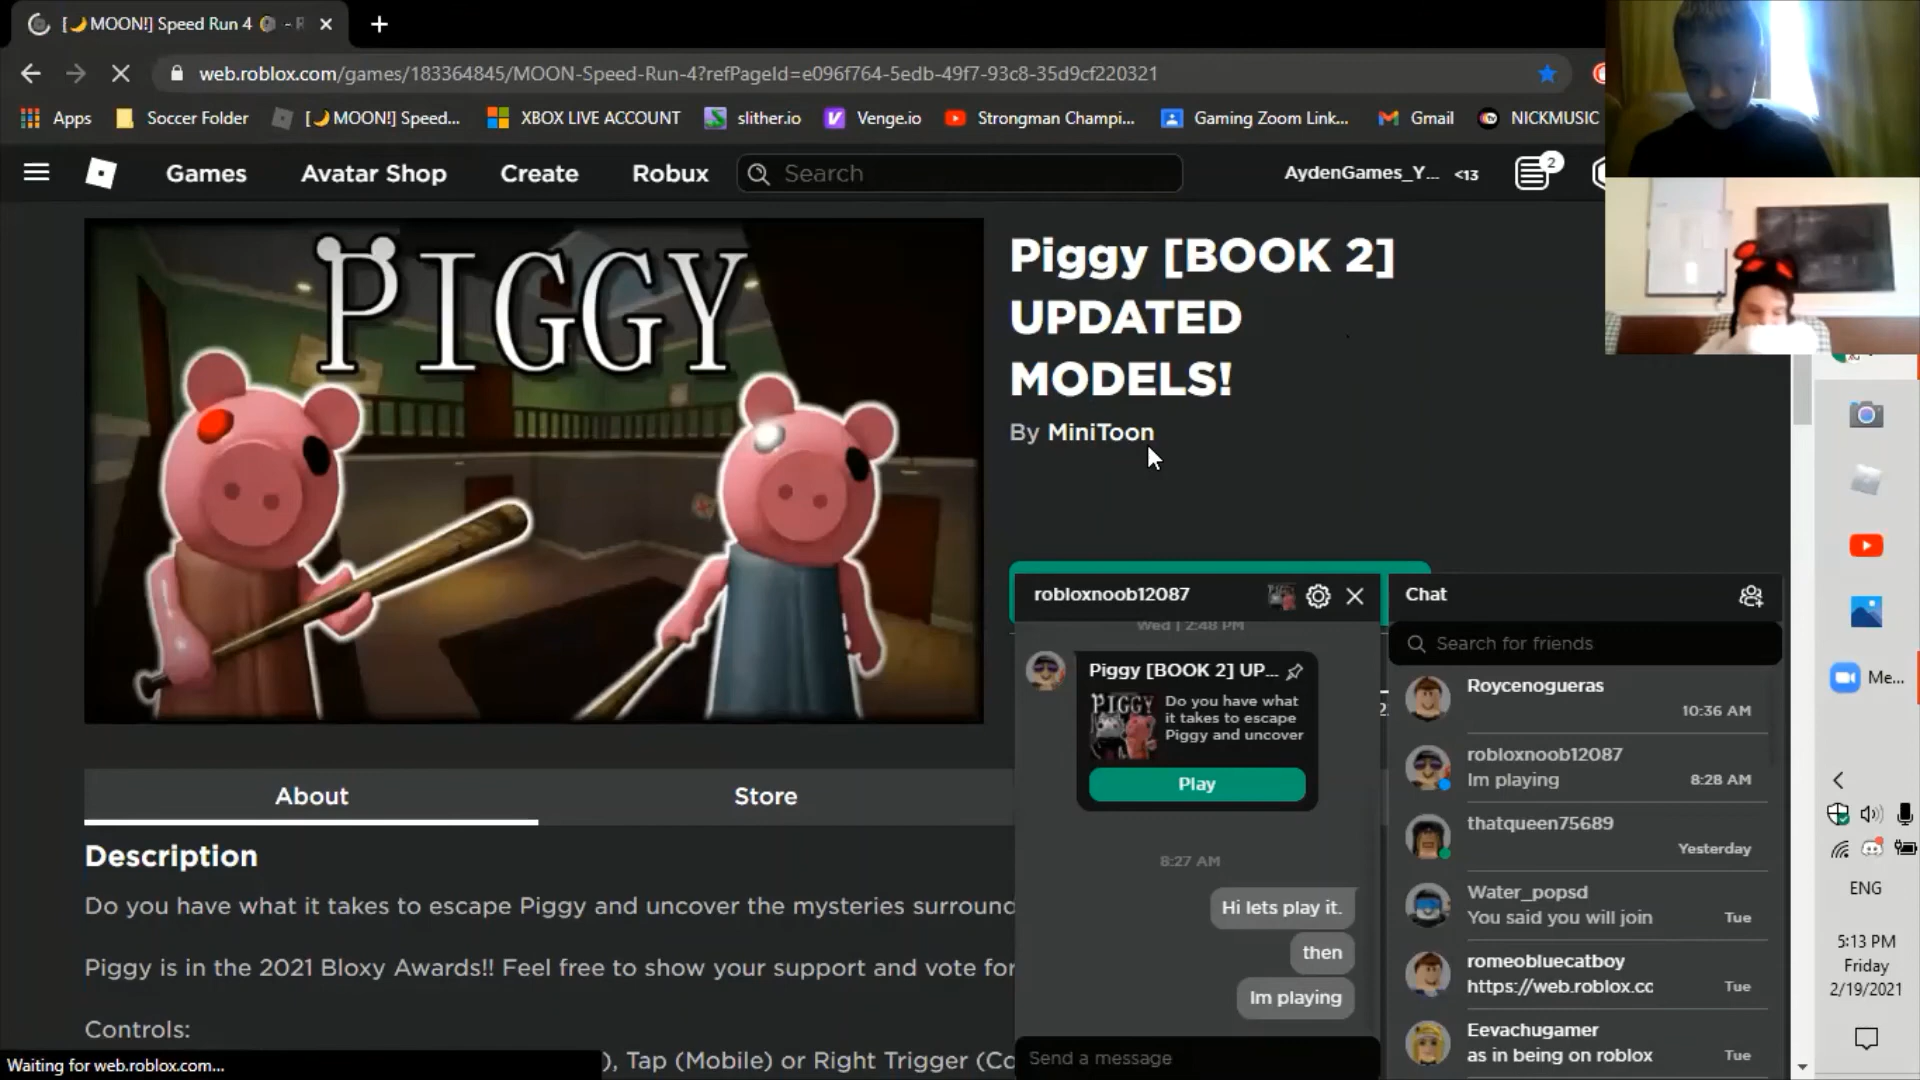 [🌙MOON!] Speed Run 4 🌘 - R
web.roblox.com/games/183364845/MOON-Speed-Run-4?refPageId=e096f764-5edb-49f7-93c8-35d9cf220321
Apps
Soccer Folder
[🌙MOON!] Speed...
XBOX LIVE ACCOUNT
slither.io
Venge.io
Strongman Champi...
Gaming Zoom Link...
Gmail
NICKMUSIC
Games
Avatar Shop
Create
Robux
Search
AydenGames_Y... <13
2
PIGGY
Piggy [BOOK 2]
UPDATED
MODELS!
By MiniToon
robloxnoob12087
Wed | 2:48 PM
Piggy [BOOK 2] UP...
PIGGY
Do you have what
it takes to escape
Piggy and uncover
Play
8:27 AM
Hi lets play it.
then
Im playing
Send a message
Chat
Search for friends
Roycenogueras
10:36 AM
robloxnoob12087
Im playing 8:28 AM
thatqueen75689
Yesterday
Water_popsd
You said you will join Tue
romeobluecatboy
https://web.roblox.cc Tue
Eevachugamer
as in being on roblox Tue
About
Store
Description
Do you have what it takes to escape Piggy and uncover the mysteries surround
Piggy is in the 2021 Bloxy Awards!! Feel free to show your support and vote for
Controls:
), Tap (Mobile) or Right Trigger (Co
Waiting for web.roblox.com...
Me...
ENG
5:13 PM
Friday
2/19/2021